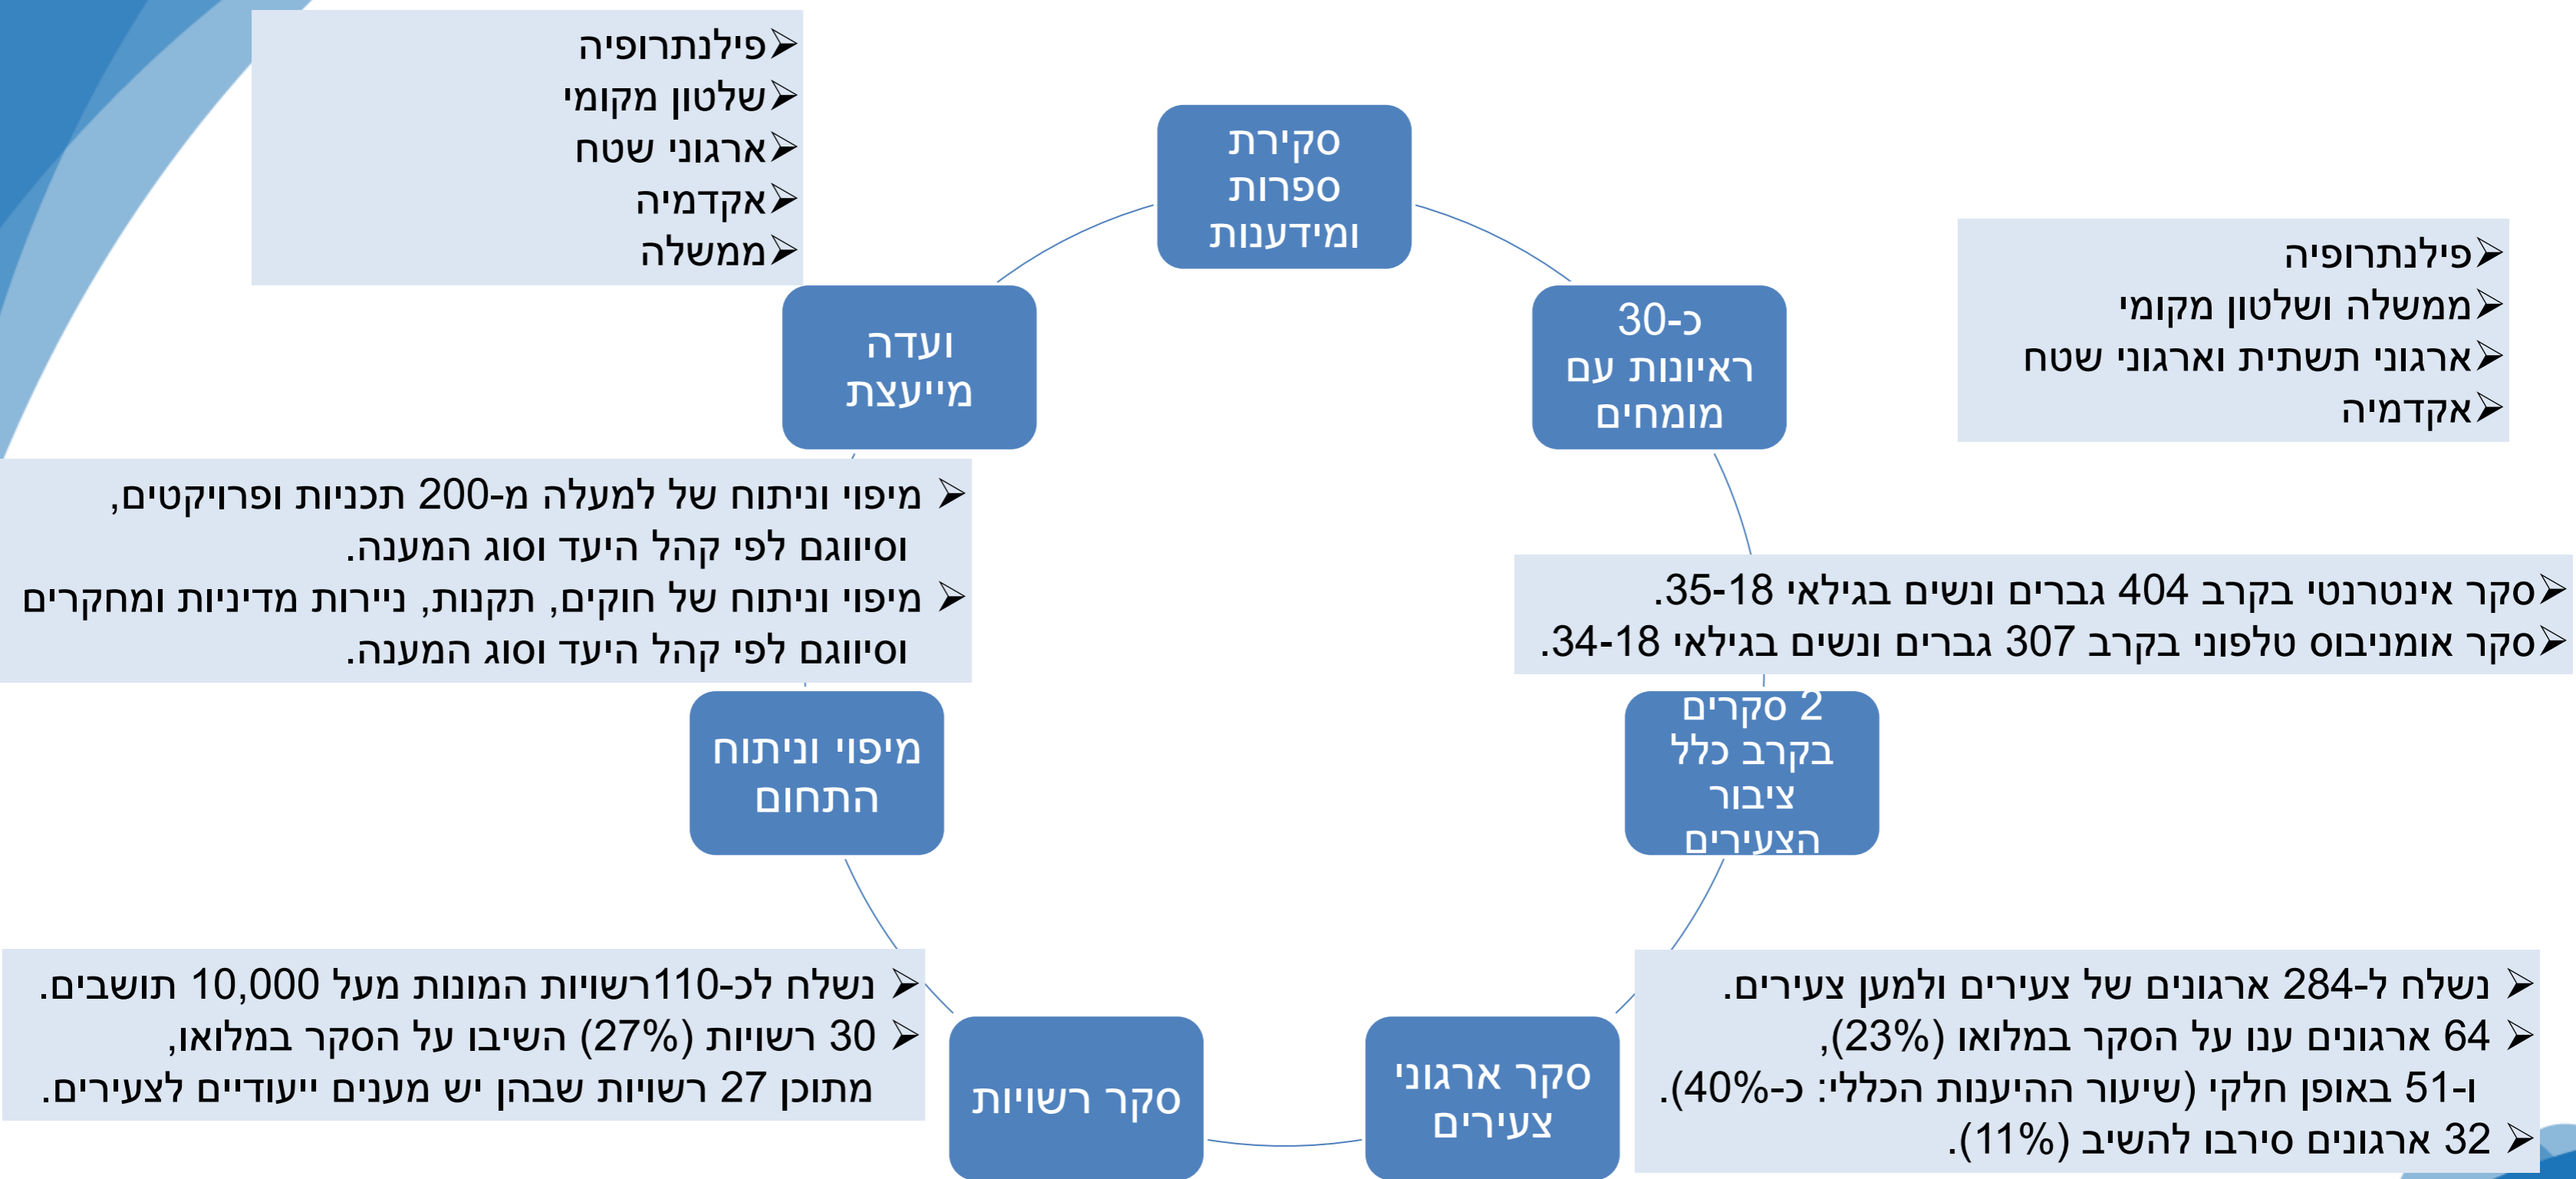 סקירת
ספרות
ומידענות
כ-30
ראיונות עם
מומחים
➢פילנתרופיה
➢ממשלה ושלטון מקומי
➢ארגוני תשתית וארגוני שטח
➢אקדמיה
➢סקר אינטרנטי בקרב 404 גברים ונשים בגילאי 35-18.
➢סקר אומניבוס טלפוני בקרב 307 גברים ונשים בגילאי 34-18.
2 סקרים
בקרב כלל
ציבור
הצעירים
➢ נשלח ל-284 ארגונים של צעירים ולמען צעירים.
➢ 64 ארגונים ענו על הסקר במלואו (23%),
ו-51 באופן חלקי (שיעור ההיענות הכללי: כ-40%).
➢ 32 ארגונים סירבו להשיב (11%).
סקר ארגוני
צעירים
סקר רשויות
➢ נשלח לכ-110רשויות המונות מעל 10,000 תושבים.
➢ 30 רשויות (27%) השיבו על הסקר במלואו,
מתוכן 27 רשויות שבהן יש מענים ייעודיים לצעירים.
מיפוי וניתוח
התחום
➢ מיפוי וניתוח של למעלה מ-200 תכניות ופרויקטים,
וסיווגם לפי קהל היעד וסוג המענה.
➢ מיפוי וניתוח של חוקים, תקנות, ניירות מדיניות ומחקרים
וסיווגם לפי קהל היעד וסוג המענה.
ועדה
מייעצת
➢פילנתרופיה
➢שלטון מקומי
➢ארגוני שטח
➢אקדמיה
➢ממשלה